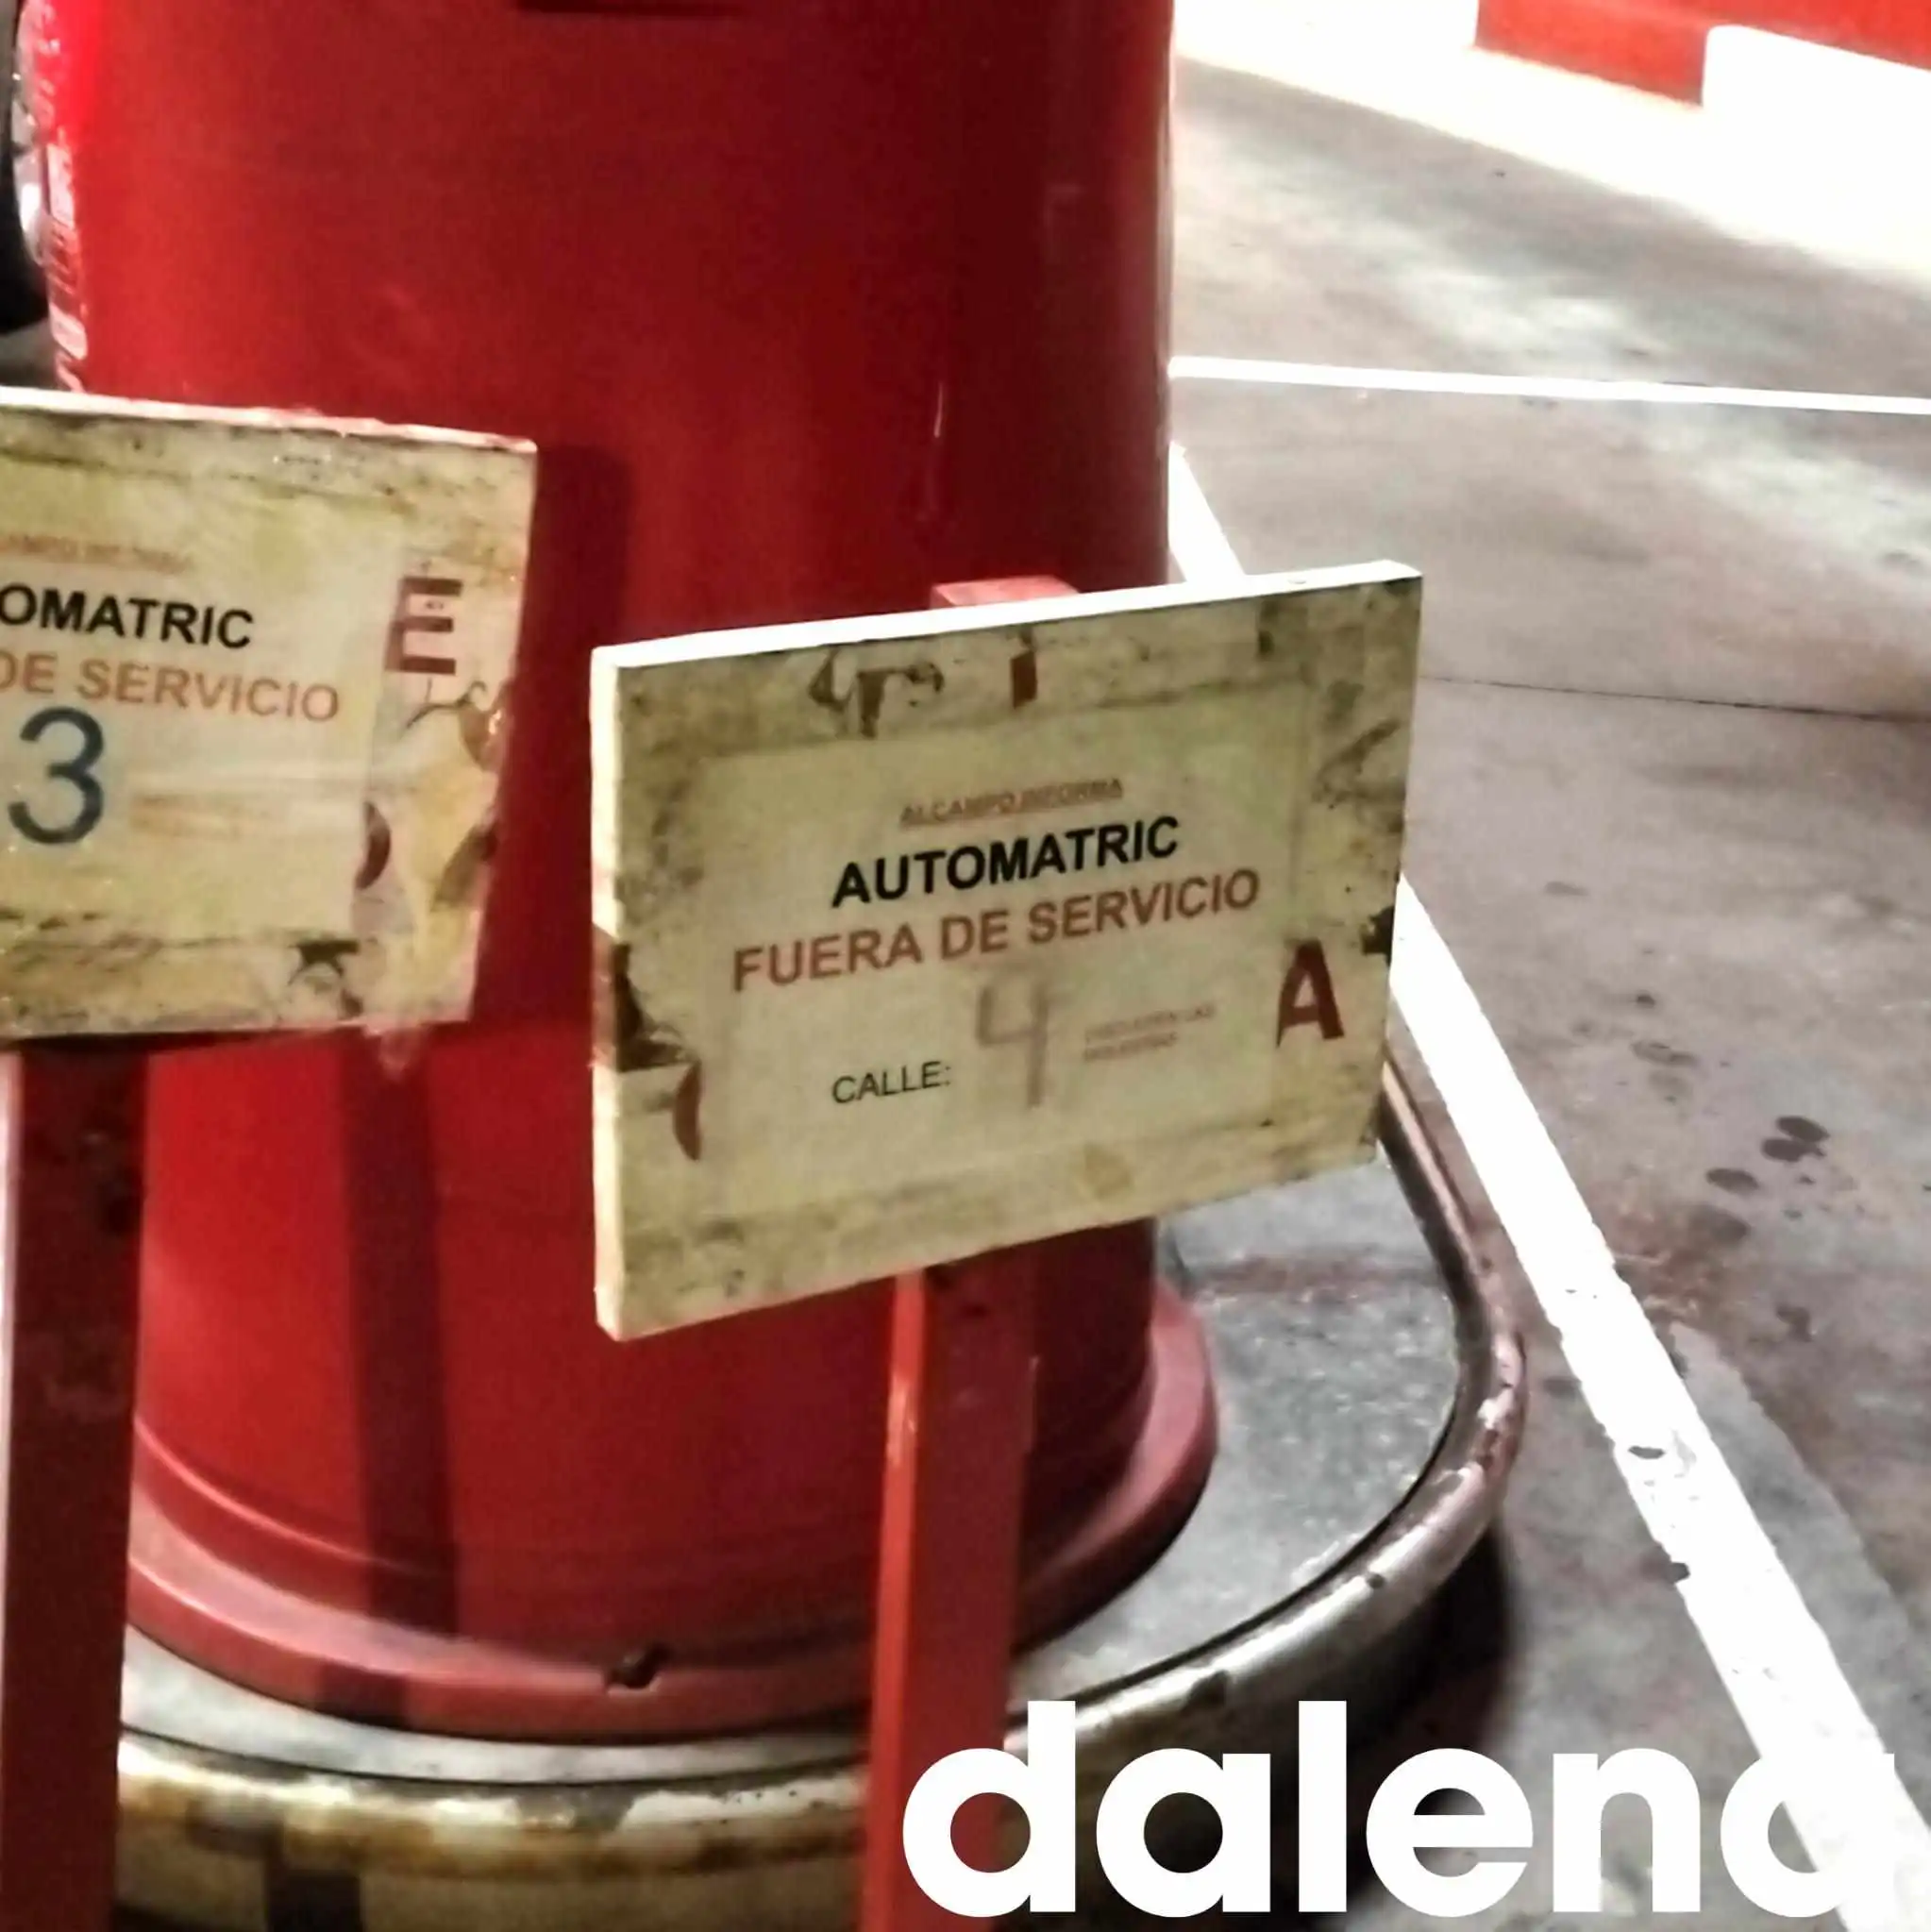 OMATRIC
DE SERVICIO
3
E
ALCAMPO INFORMA
AUTOMATRIC
FUERA DE SERVICIO
CALLE: 4
A
dalena